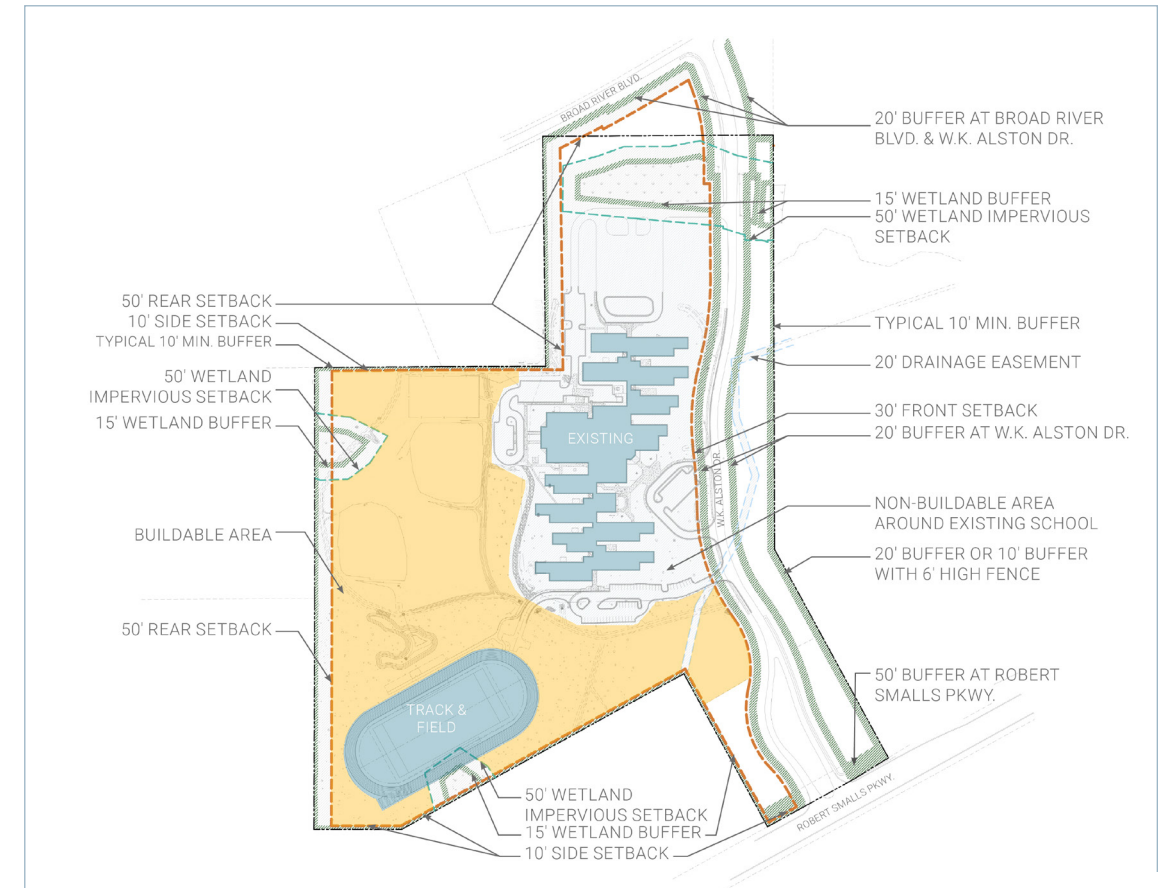 BROAD RIVER BLVD.
20' BUFFER AT BROAD RIVER
BLVD. & W.K. ALSTON DR.
15' WETLAND BUFFER
50' WETLAND IMPERVIOUS
SETBACK
50' REAR SETBACK
10' SIDE SETBACK
TYPICAL 10' MIN. BUFFER
50' WETLAND
IMPERVIOUS SETBACK
15' WETLAND BUFFER
BUILDABLE AREA
50' REAR SETBACK
TYPICAL 10' MIN. BUFFER
20' DRAINAGE EASEMENT
30' FRONT SETBACK
20' BUFFER AT W.K. ALSTON DR.
NON-BUILDABLE AREA
AROUND EXISTING SCHOOL
20' BUFFER OR 10' BUFFER
WITH 6' HIGH FENCE
50' BUFFER AT ROBERT
SMALLS PKWY.
EXISTING
W.K. ALSTON DR.
TRACK &
FIELD
50' WETLAND
IMPERVIOUS SETBACK
15' WETLAND BUFFER
10' SIDE SETBACK
ROBERT SMALLS PKWY.